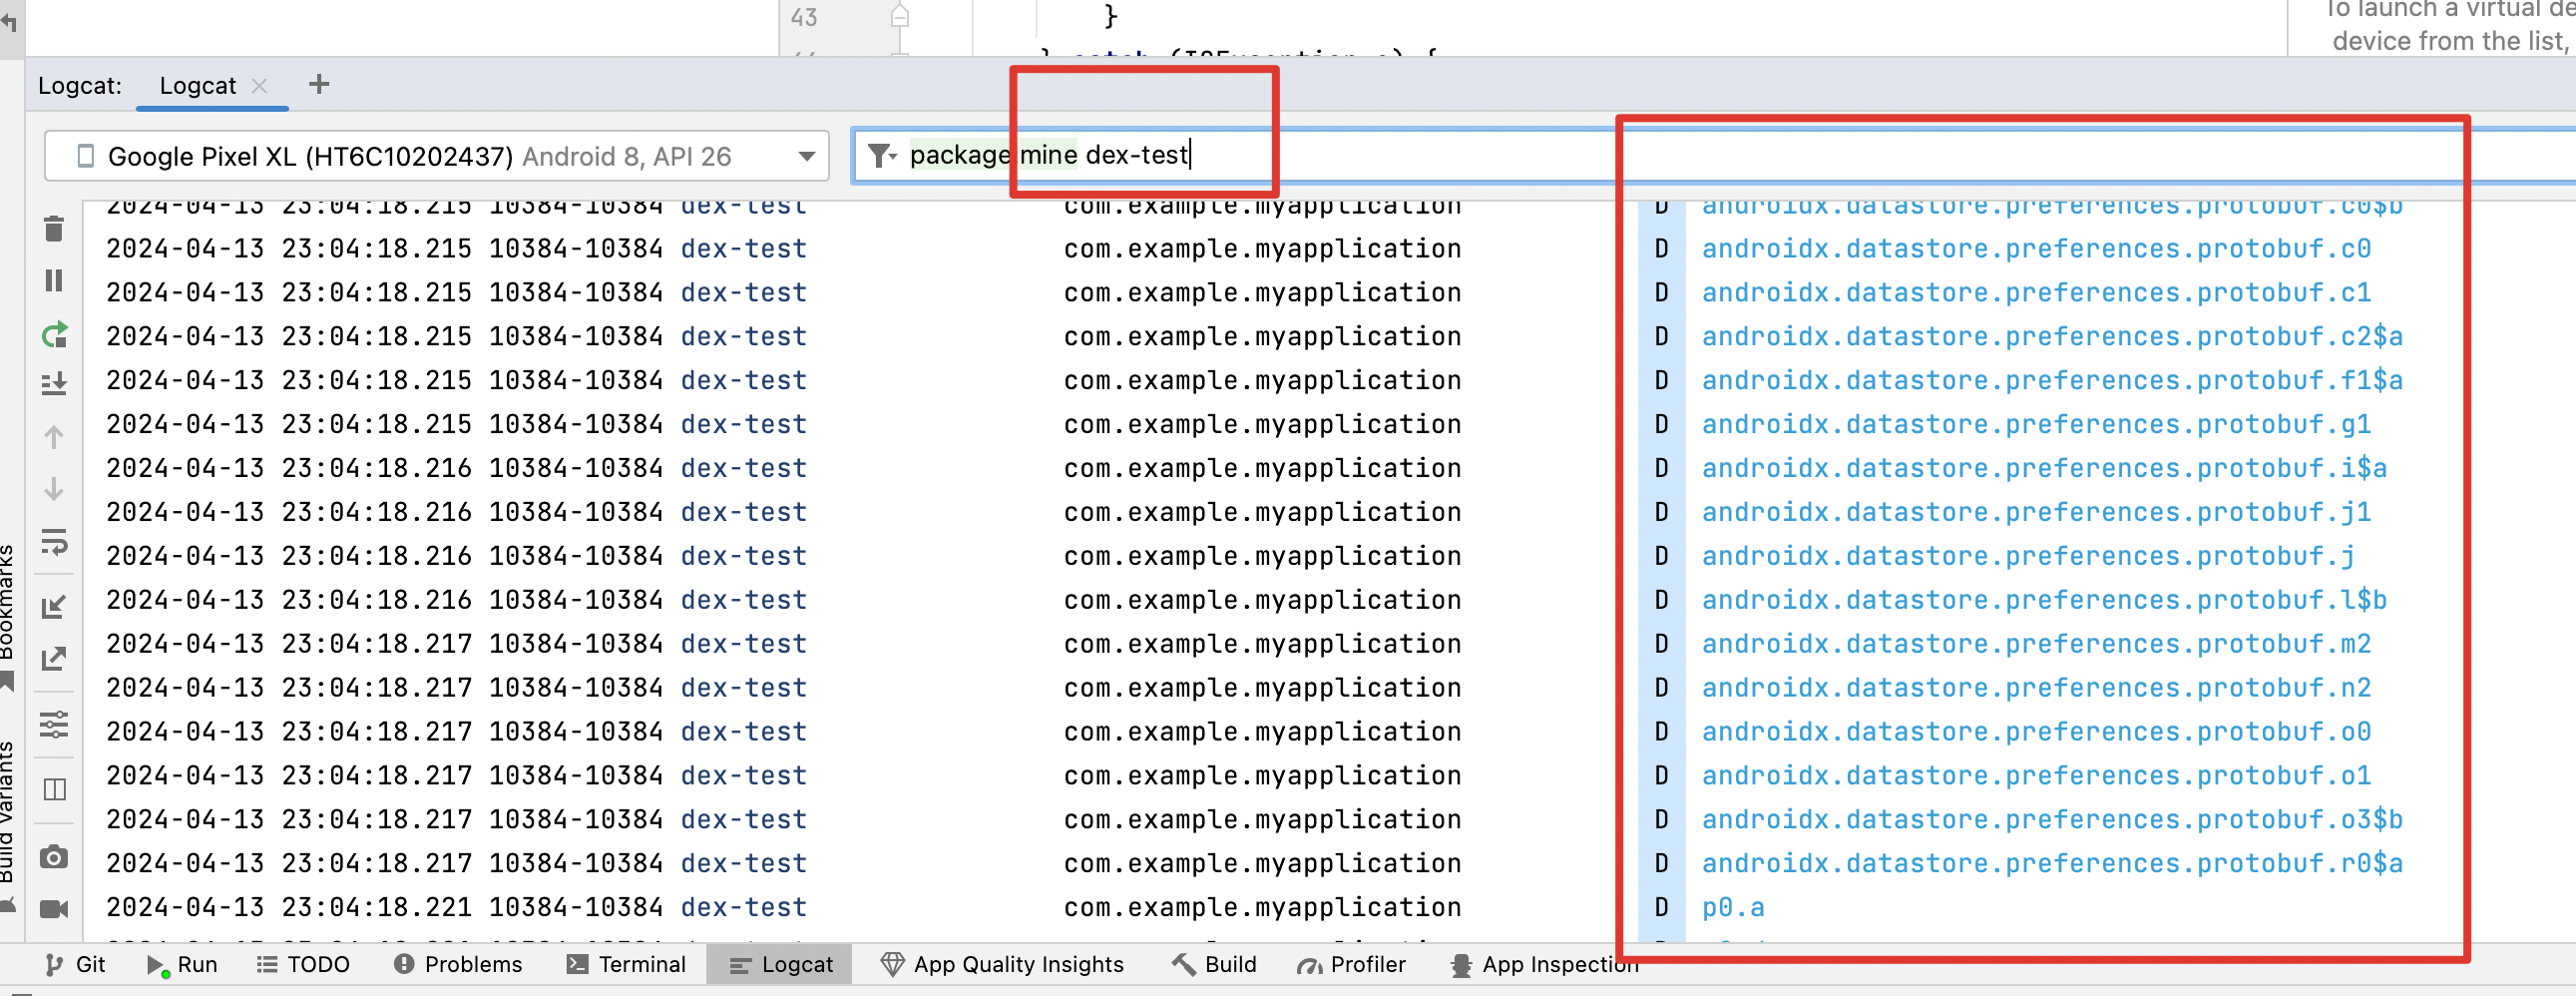 43 }
} catch (IOException e) {
To launch a virtual de
device from the list,
Logcat: Logcat × +
Google Pixel XL (HT6C10202437) Android 8, API 26
package:mine dex-test
2024-04-13 23:04:18.215 10384-10384 dex-test com.example.myapplication D androidx.datastore.preferences.protobuf.c0$b
2024-04-13 23:04:18.215 10384-10384 dex-test com.example.myapplication D androidx.datastore.preferences.protobuf.c0
2024-04-13 23:04:18.215 10384-10384 dex-test com.example.myapplication D androidx.datastore.preferences.protobuf.c1
2024-04-13 23:04:18.215 10384-10384 dex-test com.example.myapplication D androidx.datastore.preferences.protobuf.c2$a
2024-04-13 23:04:18.215 10384-10384 dex-test com.example.myapplication D androidx.datastore.preferences.protobuf.f1$a
2024-04-13 23:04:18.215 10384-10384 dex-test com.example.myapplication D androidx.datastore.preferences.protobuf.g1
2024-04-13 23:04:18.216 10384-10384 dex-test com.example.myapplication D androidx.datastore.preferences.protobuf.i$a
2024-04-13 23:04:18.216 10384-10384 dex-test com.example.myapplication D androidx.datastore.preferences.protobuf.j1
2024-04-13 23:04:18.216 10384-10384 dex-test com.example.myapplication D androidx.datastore.preferences.protobuf.j
2024-04-13 23:04:18.216 10384-10384 dex-test com.example.myapplication D androidx.datastore.preferences.protobuf.l$b
2024-04-13 23:04:18.217 10384-10384 dex-test com.example.myapplication D androidx.datastore.preferences.protobuf.m2
2024-04-13 23:04:18.217 10384-10384 dex-test com.example.myapplication D androidx.datastore.preferences.protobuf.n2
2024-04-13 23:04:18.217 10384-10384 dex-test com.example.myapplication D androidx.datastore.preferences.protobuf.o0
2024-04-13 23:04:18.217 10384-10384 dex-test com.example.myapplication D androidx.datastore.preferences.protobuf.o1
2024-04-13 23:04:18.217 10384-10384 dex-test com.example.myapplication D androidx.datastore.preferences.protobuf.o3$b
2024-04-13 23:04:18.217 10384-10384 dex-test com.example.myapplication D androidx.datastore.preferences.protobuf.r0$a
2024-04-13 23:04:18.221 10384-10384 dex-test com.example.myapplication D p0.a
Bookmarks
Build Variants
Git Run TODO Problems Terminal Logcat App Quality Insights Build Profiler App Inspection